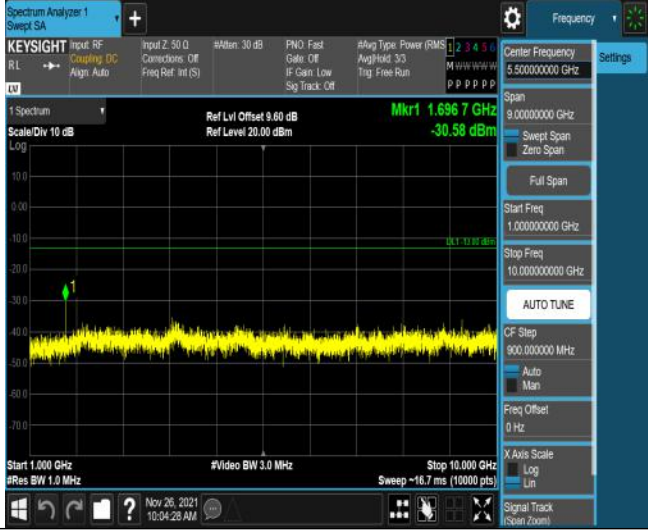 Spectrum Analyzer 1
Swept SA
+
Frequency
KEYSIGHT
RL
LV
Input: RF
Coupling: DC
Align: Auto
Input Z: 50 Ω
Corrections: Off
Freq Ref: Int (S)
#Atten: 30 dB
PNO: Fast
Gate: Off
IF Gain: Low
Sig Track: Off
#Avg Type: Power (RMS
Avg|Hold: 3/3
Trig: Free Run
1 2 3 4 5 6
M W W W W W
P P P P P P
1 Spectrum
Scale/Div 10 dB
Log
Ref Lvl Offset 9.60 dB
Ref Level 20.00 dBm
Mkr1 1.696 7 GHz
-30.58 dBm
10.0
0.00
-10.0
DL1 -13.00 dBm
-20.0
1
-30.0
-40.0
-50.0
-60.0
-70.0
Start 1.000 GHz
#Video BW 3.0 MHz
Stop 10.000 GHz
#Res BW 1.0 MHz
Sweep ~16.7 ms (10000 pts)
?
Nov 26, 2021
10:04:28 AM
Center Frequency
5.500000000 GHz
Settings
Span
9.00000000 GHz
Swept Span
Zero Span
Full Span
Start Freq
1.000000000 GHz
Stop Freq
10.000000000 GHz
AUTO TUNE
CF Step
900.000000 MHz
Auto
Man
Freq Offset
0 Hz
X Axis Scale
Log
Lin
Signal Track
(Span Zoom)